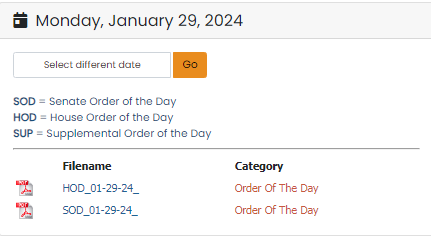 Monday, January 29, 2024
Select different date Go
SOD = Senate Order of the Day
HOD = House Order of the Day
SUP = Supplemental Order of the Day
Filename Category
HOD_01-29-24_ Order Of The Day
SOD_01-29-24_ Order Of The Day